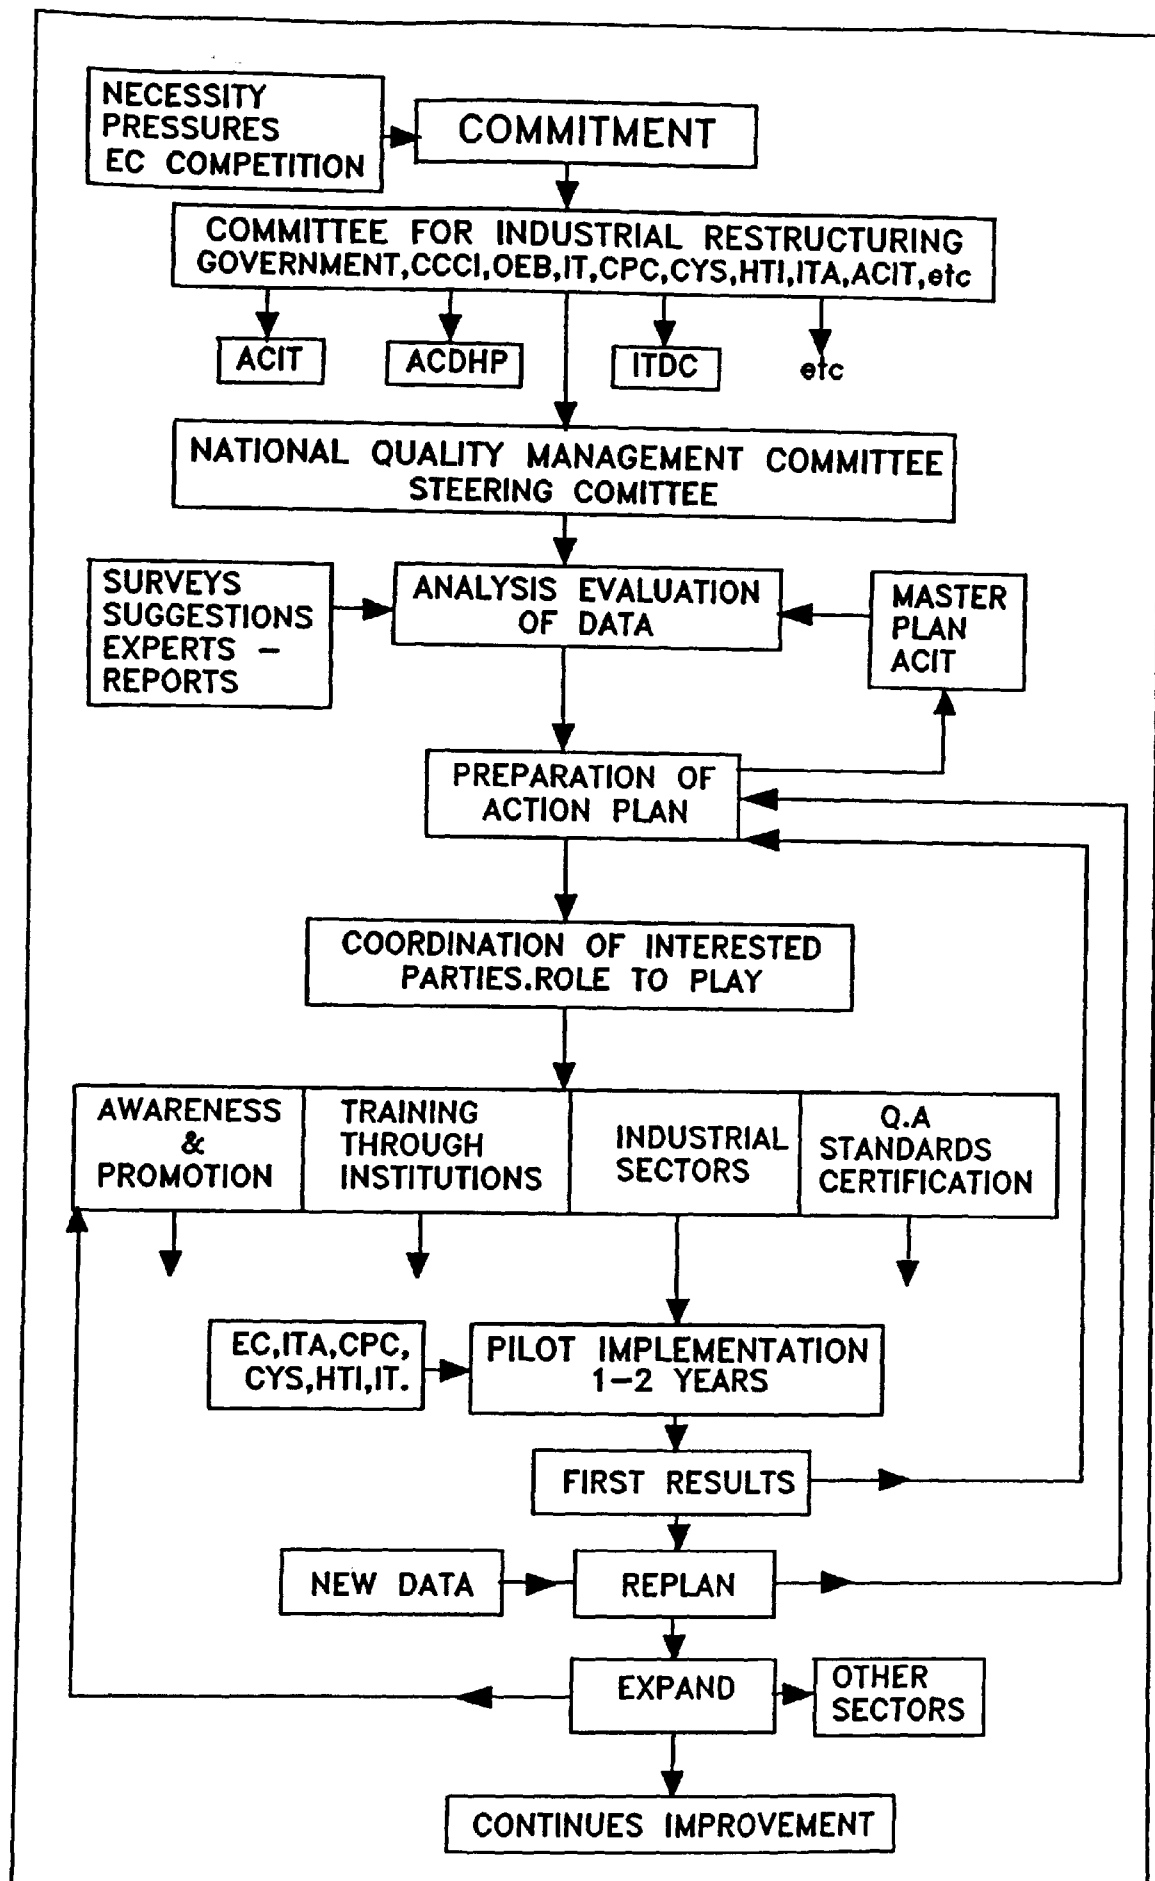 NECESSITY
PRESSURES
EC COMPETITION
COMMITMENT
COMMITTEE FOR INDUSTRIAL RESTRUCTURING
GOVERNMENT,CCCI,OEB,IT,CPC,CYS,HTI,ITA,ACIT,etc
ACIT
ACDHP
ITDC
etc
NATIONAL QUALITY MANAGEMENT COMMITTEE
STEERING COMITTEE
SURVEYS
SUGGESTIONS
EXPERTS –
REPORTS
ANALYSIS EVALUATION
OF DATA
MASTER
PLAN
ACIT
PREPARATION OF
ACTION PLAN
COORDINATION OF INTERESTED
PARTIES.ROLE TO PLAY
AWARENESS
&
PROMOTION
TRAINING
THROUGH
INSTITUTIONS
INDUSTRIAL
SECTORS
Q.A
STANDARDS
CERTIFICATION
EC,ITA,CPC,
CYS,HTI,IT.
PILOT IMPLEMENTATION
1–2 YEARS
FIRST RESULTS
NEW DATA
REPLAN
EXPAND
OTHER
SECTORS
CONTINUES IMPROVEMENT